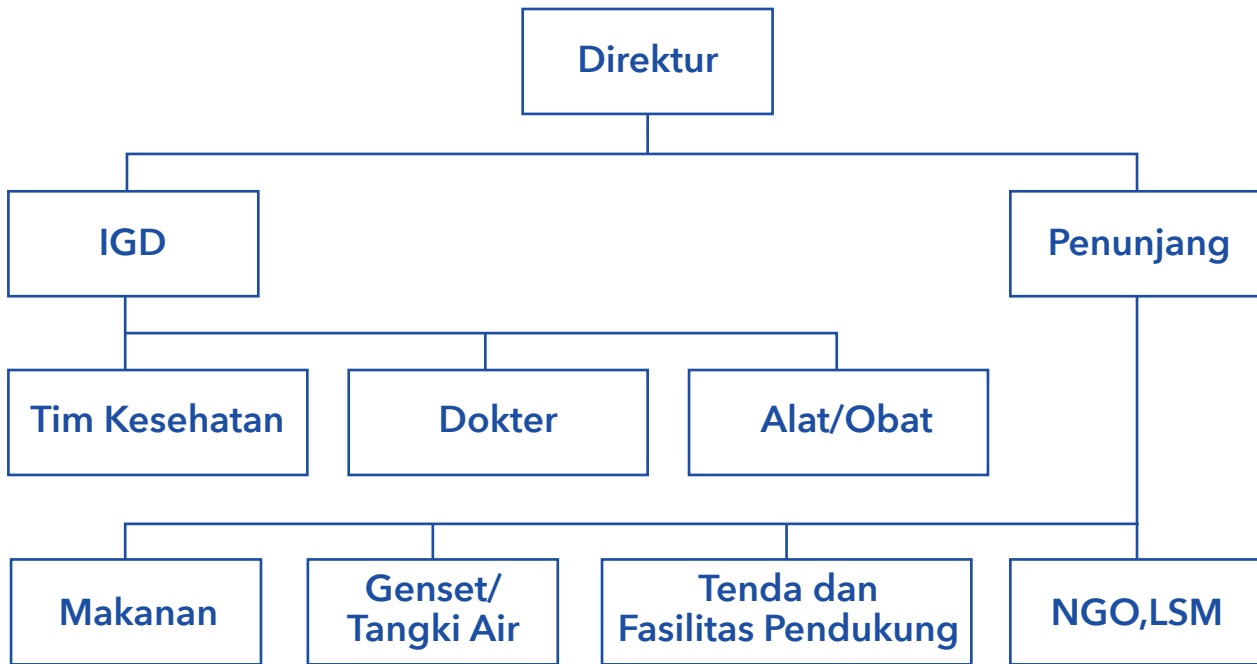 Direktur
IGD
Penunjang
Tim Kesehatan
Dokter
Alat/Obat
Makanan
Genset/
Tangki Air
Tenda dan
Fasilitas Pendukung
NGO,LSM